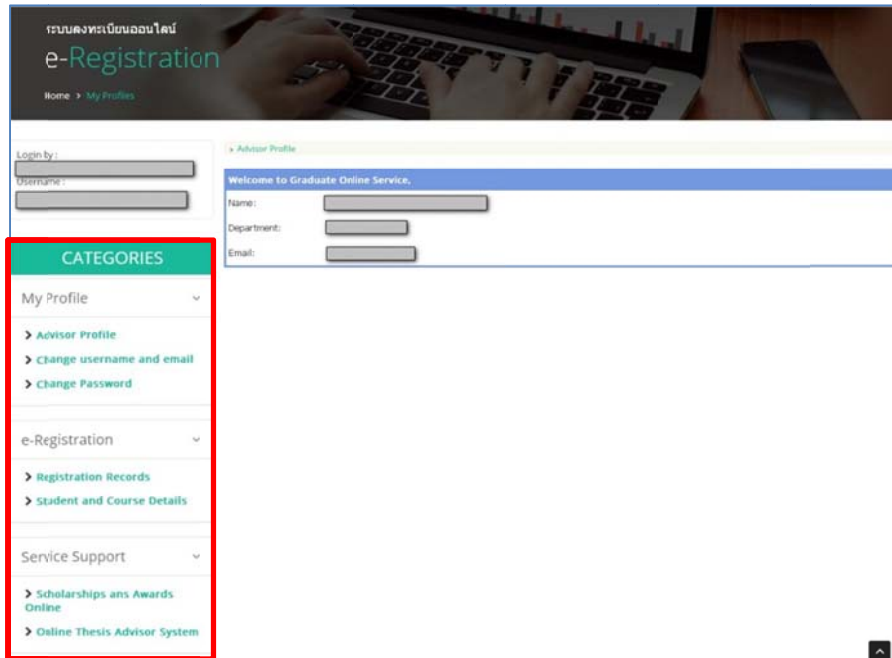 ระบบลงทะเบียนออนไลน์
e-Registration
Home > My Profiles
Login by :
Username :
CATEGORIES
My Profile
Advisor Profile
Change username and email
Change Password
e-Registration
Registration Records
Student and Course Details
Service Support
Scholarships ans Awards
Online
Online Thesis Advisor System
Advisor Profile
Welcome to Graduate Online Service,
Name:
Department:
Email: